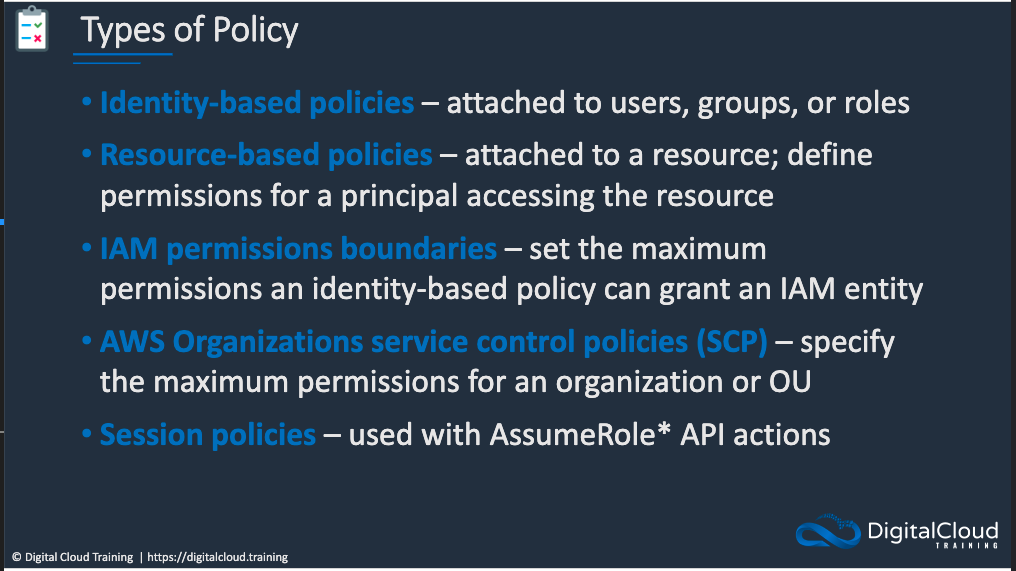 Types of Policy
• Identity-based policies – attached to users, groups, or roles
• Resource-based policies – attached to a resource; define
permissions for a principal accessing the resource
• IAM permissions boundaries – set the maximum
permissions an identity-based policy can grant an IAM entity
• AWS Organizations service control policies (SCP) – specify
the maximum permissions for an organization or OU
• Session policies – used with AssumeRole* API actions
DigitalCloud
TRAINING
© Digital Cloud Training | https://digitalcloud.training